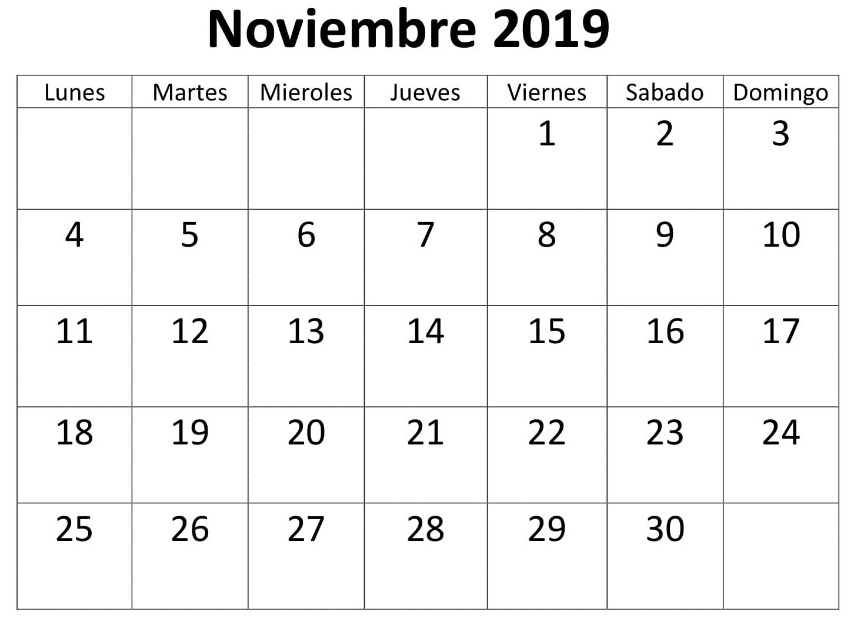 Noviembre 2019
Lunes Martes Mieroles Jueves Viernes Sabado Domingo
1 2 3
4 5 6 7 8 9 10
11 12 13 14 15 16 17
18 19 20 21 22 23 24
25 26 27 28 29 30